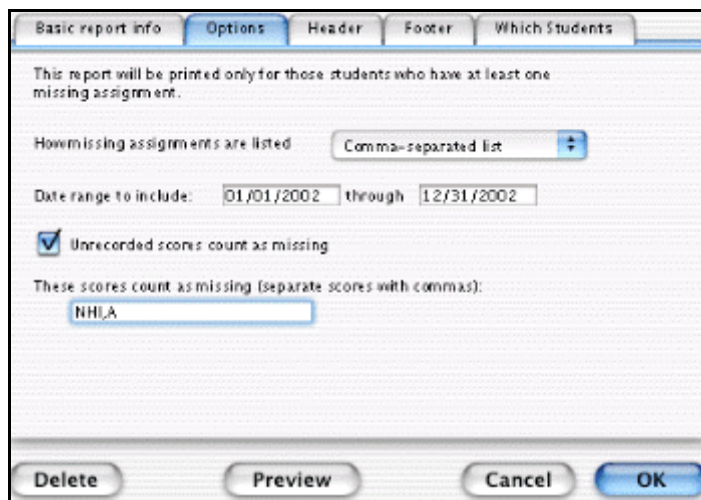 Basic report info Options Header Footer Which Students
This report will be printed only for those students who have at least one
missing assignment.
How missing assignments are listed Comma-separated list
Date range to include: 01/01/2002 through 12/31/2002
Unrecorded scores count as missing
These scores count as missing (separate scores with commas):
NHI,A
Delete Preview Cancel OK